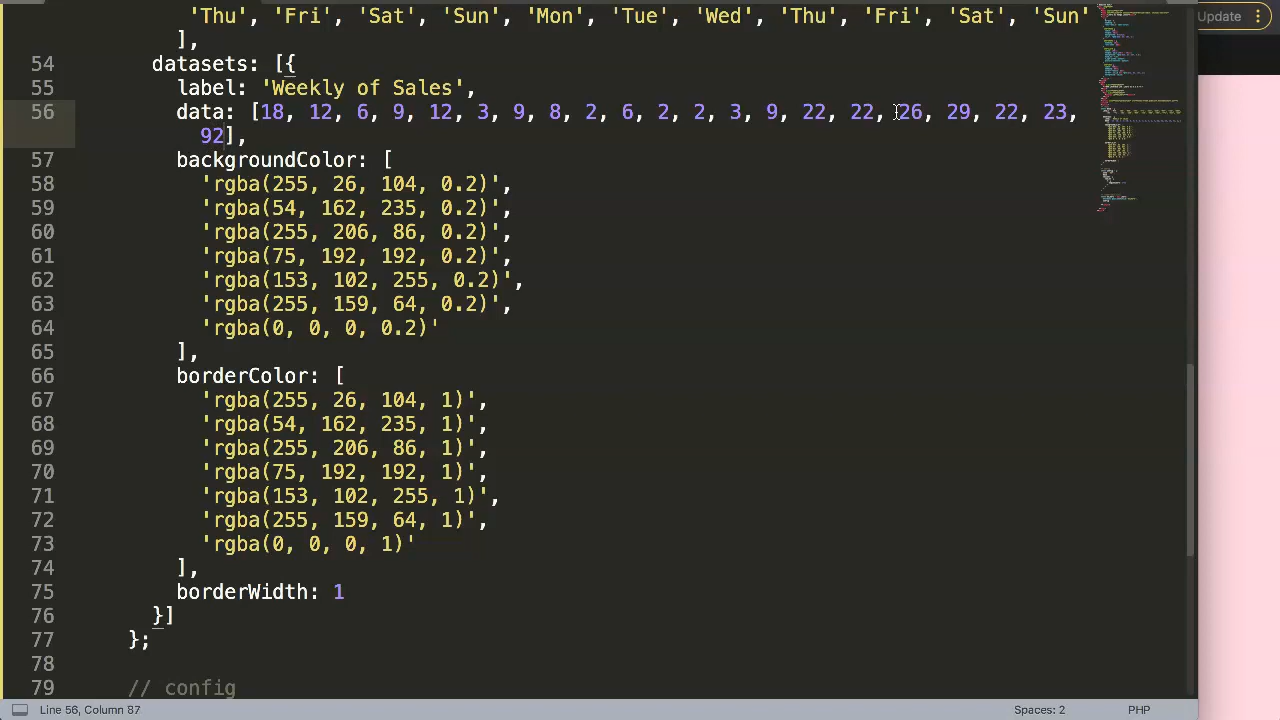 'Thu', 'Fri', 'Sat', 'Sun', 'Mon', 'Tue', 'Wed', 'Thu', 'Fri', 'Sat', 'Sun'
],
54 datasets: [{
55 label: 'Weekly of Sales',
56 data: [18, 12, 6, 9, 12, 3, 9, 8, 2, 6, 2, 2, 3, 9, 22, 22, 26, 29, 22, 23,
92],
57 backgroundColor: [
58 'rgba(255, 26, 104, 0.2)',
59 'rgba(54, 162, 235, 0.2)',
60 'rgba(255, 206, 86, 0.2)',
61 'rgba(75, 192, 192, 0.2)',
62 'rgba(153, 102, 255, 0.2)',
63 'rgba(255, 159, 64, 0.2)',
64 'rgba(0, 0, 0, 0.2)'
65 ],
66 borderColor: [
67 'rgba(255, 26, 104, 1)',
68 'rgba(54, 162, 235, 1)',
69 'rgba(255, 206, 86, 1)',
70 'rgba(75, 192, 192, 1)',
71 'rgba(153, 102, 255, 1)',
72 'rgba(255, 159, 64, 1)',
73 'rgba(0, 0, 0, 1)'
74 ],
75 borderWidth: 1
76 }]
77 };
78
79 // config
Line 56, Column 87
Spaces: 2
PHP
Update